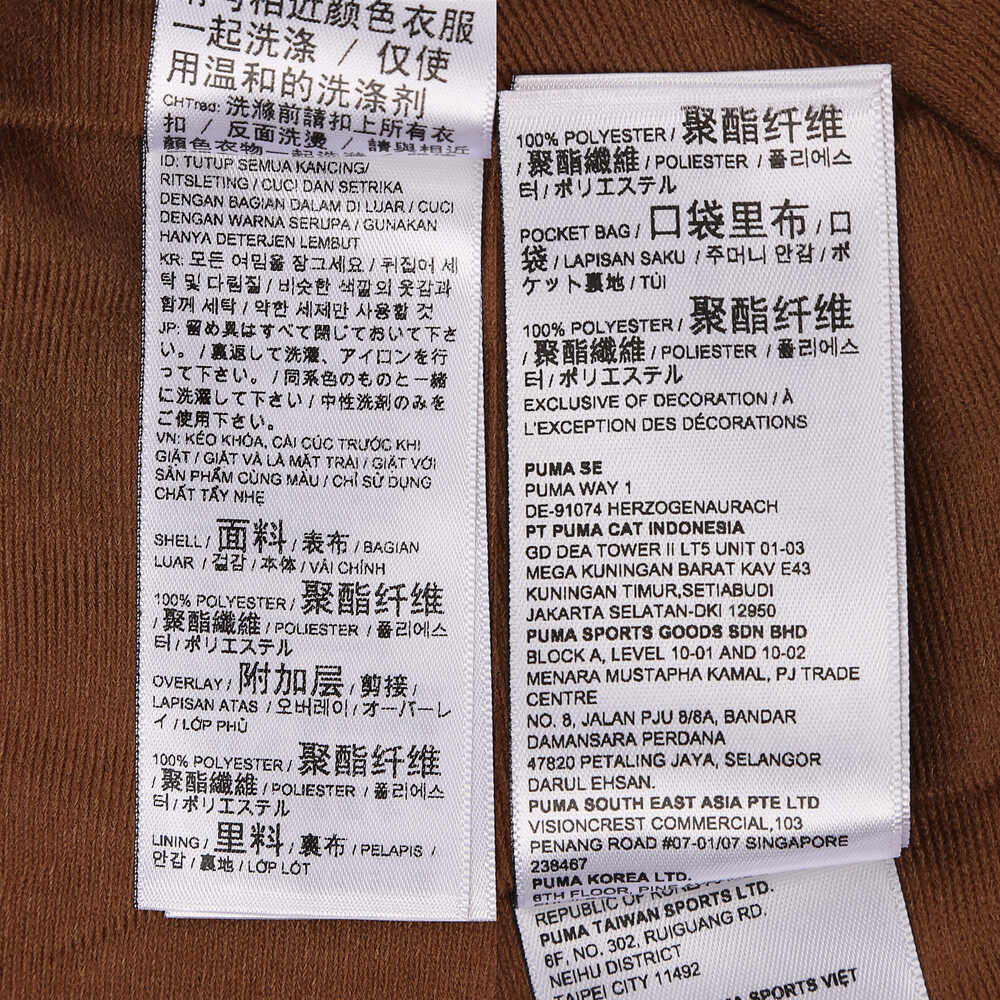 相近颜色衣服
一起洗涤 / 仅使
用温和的洗涤剂
CHTrad: 洗滌前請扣上所有衣
扣 / 反面洗燙 / 請與相近
顏色衣物一起洗滌
ID: TUTUP SEMUA KANCING/
RITSLETING / CUCI DAN SETRIKA
DENGAN BAGIAN DALAM DI LUAR / CUCI
DENGAN WARNA SERUPA / GUNAKAN
HANYA DETERJEN LEMBUT
KR: 모든 여밈을 잠그세요 / 뒤집어 세
탁 및 다림질 / 비슷한 색깔의 옷감과
함께 세탁 / 약한 세제만 사용할 것
JP: 留め具はすべて閉じておいて下さ
い。 / 裏返して洗濯、アイロンを行
って下さい。 / 同系色のものと一緒
に洗濯して下さい / 中性洗剤のみを
ご使用下さい。
VN: KÉO KHÓA, CÀI CÚC TRƯỚC KHI
GIẶT / GIẶT VÀ LÀ MẶT TRÁI / GIẶT VỚI
SẢN PHẨM CÙNG MÀU / CHỈ SỬ DỤNG
CHẤT TẨY NHẸ
SHELL / 面料 / 表布 / BAGIAN
LUAR / 겉감 / 本体 / VẢI CHÍNH
100% POLYESTER / 聚酯纤维
/ 聚酯纖維 / POLIESTER / 폴리에스
터 / ポリエステル
OVERLAY / 附加层 / 剪接 /
LAPISAN ATAS / 오버레이 / オーバーレ
イ / LỚP PHỦ
100% POLYESTER / 聚酯纤维
/ 聚酯纖維 / POLIESTER / 폴리에스
터 / ポリエステル
LINING / 里料 / 裏布 / PELAPIS /
안감 / 裏地 / LỚP LÓT
100% POLYESTER / 聚酯纤维
/ 聚酯纖維 / POLIESTER / 폴리에스
터 / ポリエステル
POCKET BAG / 口袋里布 / 口
袋 / LAPISAN SAKU / 주머니 안감 / ポ
ケット裏地 / TÚI
100% POLYESTER / 聚酯纤维
/ 聚酯纖維 / POLIESTER / 폴리에스
터 / ポリエステル
EXCLUSIVE OF DECORATION / À
L'EXCEPTION DES DÉCORATIONS
PUMA SE
PUMA WAY 1
DE-91074 HERZOGENAURACH
PT PUMA CAT INDONESIA
GD DEA TOWER II LT5 UNIT 01-03
MEGA KUNINGAN BARAT KAV E43
KUNINGAN TIMUR,SETIABUDI
JAKARTA SELATAN-DKI 12950
PUMA SPORTS GOODS SDN BHD
BLOCK A, LEVEL 10-01 AND 10-02
MENARA MUSTAPHA KAMAL, PJ TRADE
CENTRE
NO. 8, JALAN PJU 8/8A, BANDAR
DAMANSARA PERDANA
47820 PETALING JAYA, SELANGOR
DARUL EHSAN.
PUMA SOUTH EAST ASIA PTE LTD
VISIONCREST COMMERCIAL,103
PENANG ROAD #07-01/07 SINGAPORE
238467
PUMA KOREA LTD.
6TH FLOOR,
REPUBLIC OF
PUMA TAIWAN SPORTS LTD.
6F, NO. 302, RUIGUANG RD.
NEIHU DISTRICT
TAIPEI CITY 11492
SPORTS VIET